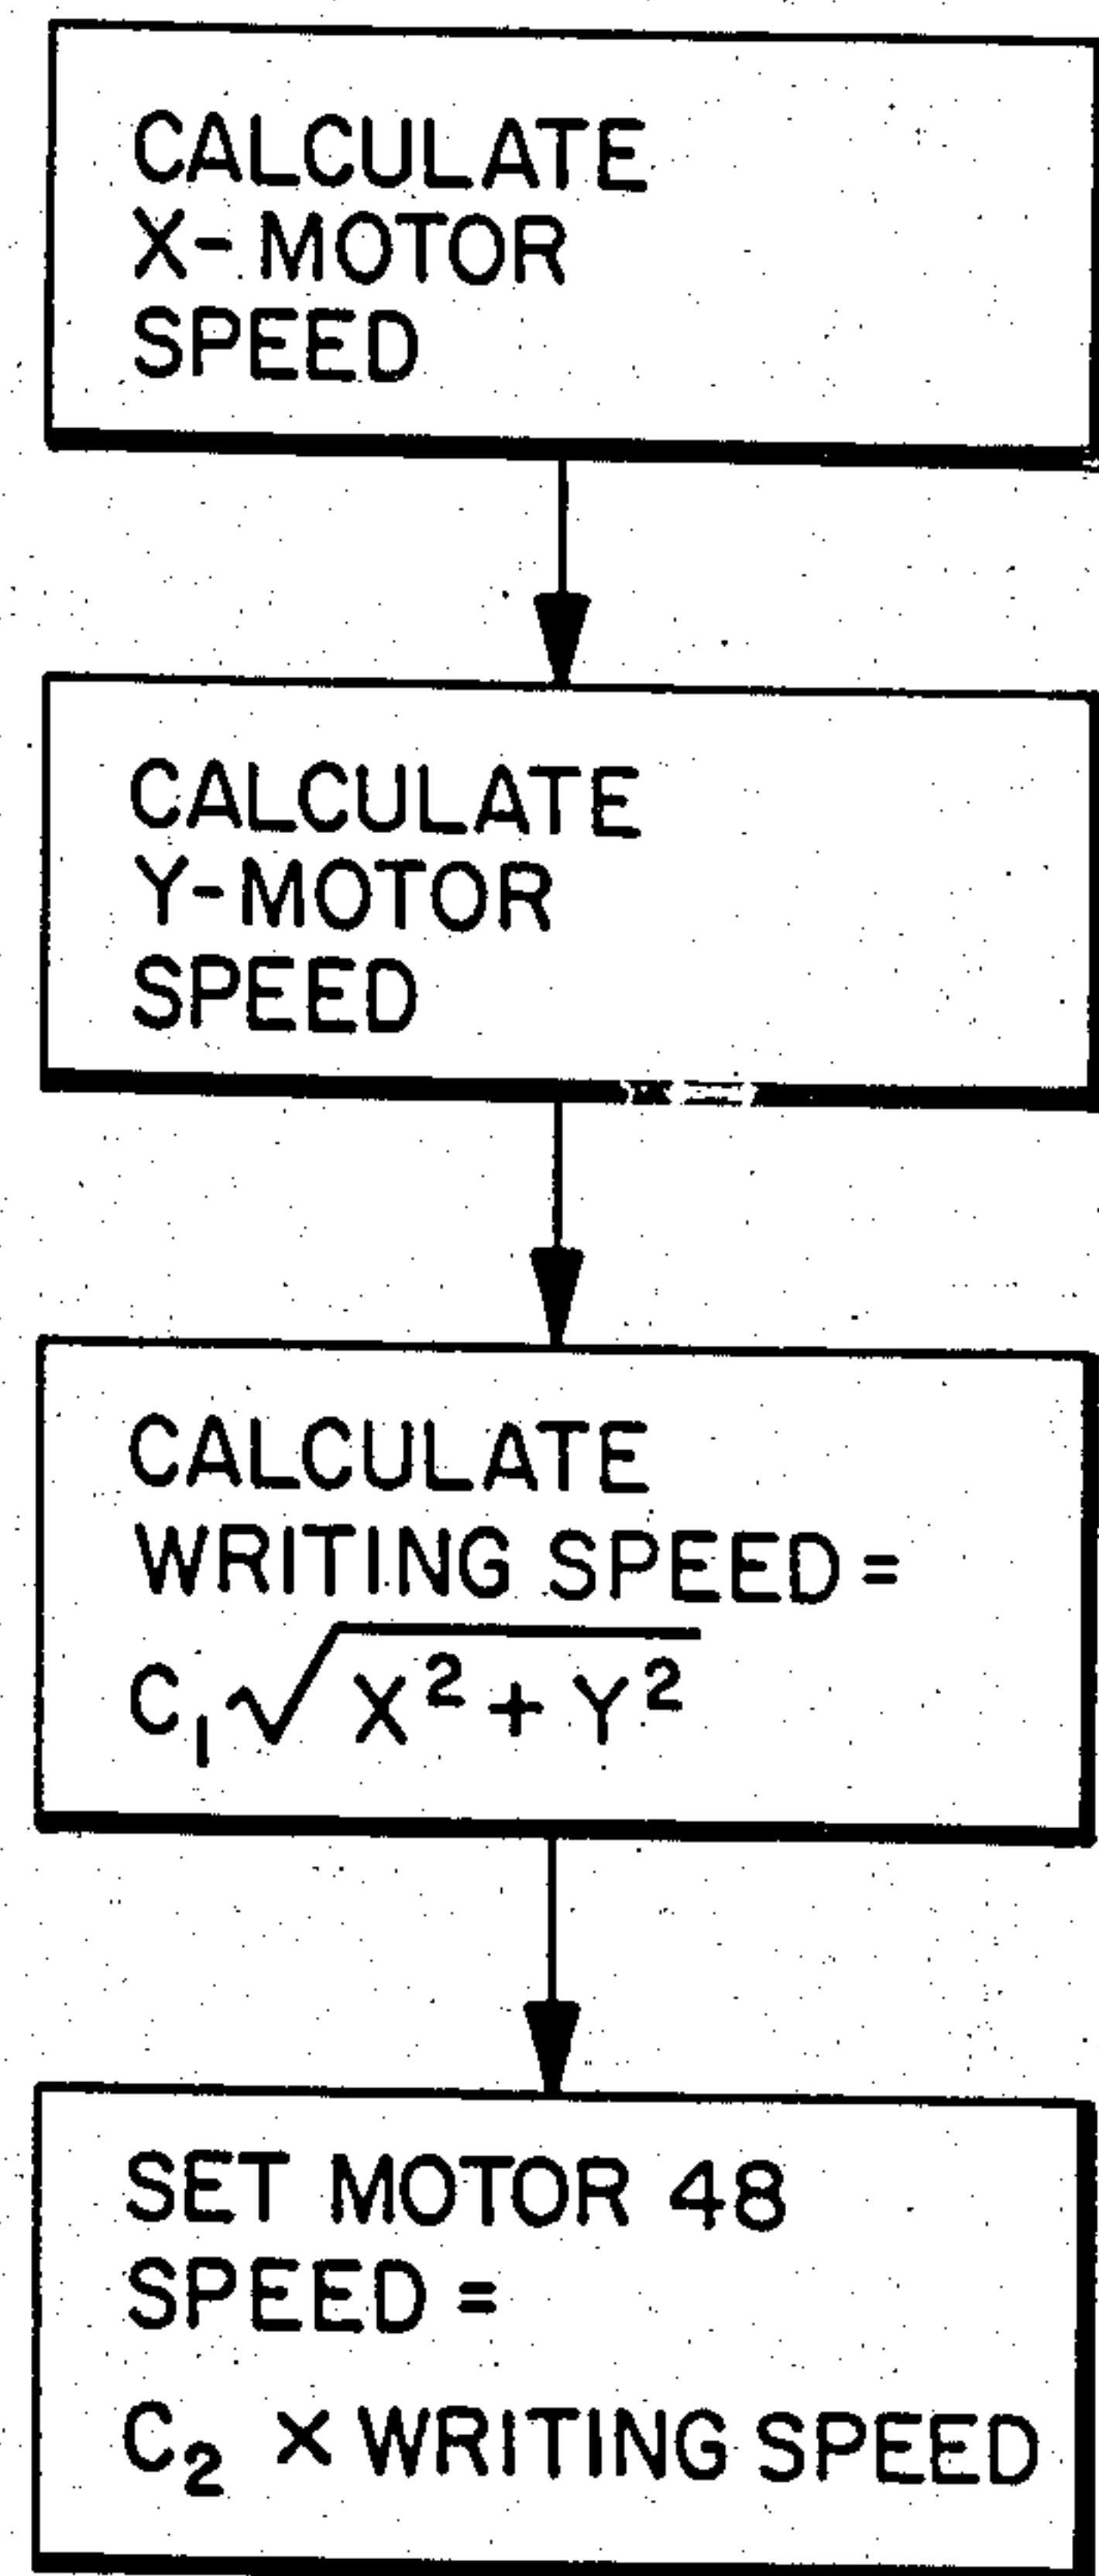 CALCULATE
X-MOTOR
SPEED
CALCULATE
Y-MOTOR
SPEED
CALCULATE
WRITING SPEED =
C₁√X² + Y²
SET MOTOR 48
SPEED =
C₂ × WRITING SPEED